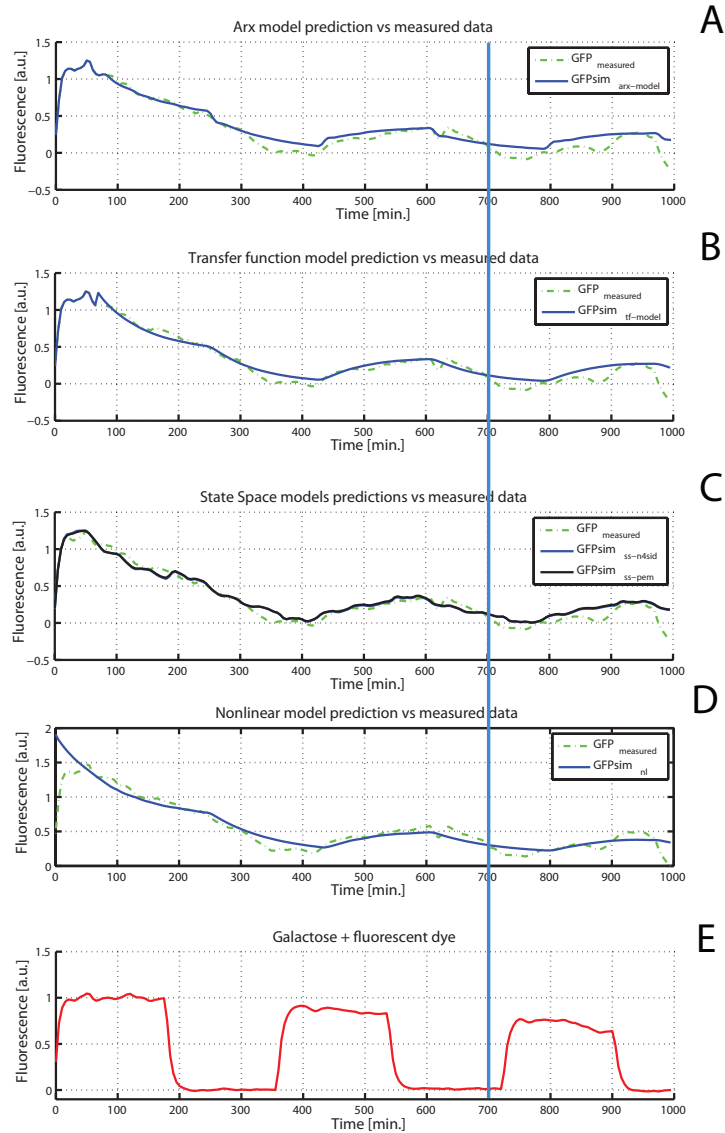 A
Arx model prediction vs measured data
Fluorescence [a.u.]
1.5
1
0.5
0
−0.5
GFP measured
GFPsim arx−model
0 100 200 300 400 500 600 700 800 900 1000
Time [min.]
B
Transfer function model prediction vs measured data
Fluorescence [a.u.]
1.5
1
0.5
0
−0.5
GFP measured
GFPsim tf−model
0 100 200 300 400 500 600 700 800 900 1000
Time [min.]
C
State Space models predictions vs measured data
Fluorescence [a.u.]
1.5
1
0.5
0
−0.5
GFP measured
GFPsim ss−n4sid
GFPsim ss−pem
0 100 200 300 400 500 600 700 800 900 1000
Time [min.]
D
Nonlinear model prediction vs measured data
Fluorescence [a.u.]
2
1.5
1
0.5
0
GFP measured
GFPsim nl
0 100 200 300 400 500 600 700 800 900 1000
Time [min.]
E
Galactose + fluorescent dye
Fluorescence [a.u.]
1.5
1
0.5
0
0 100 200 300 400 500 600 700 800 900 1000
Time [min.]